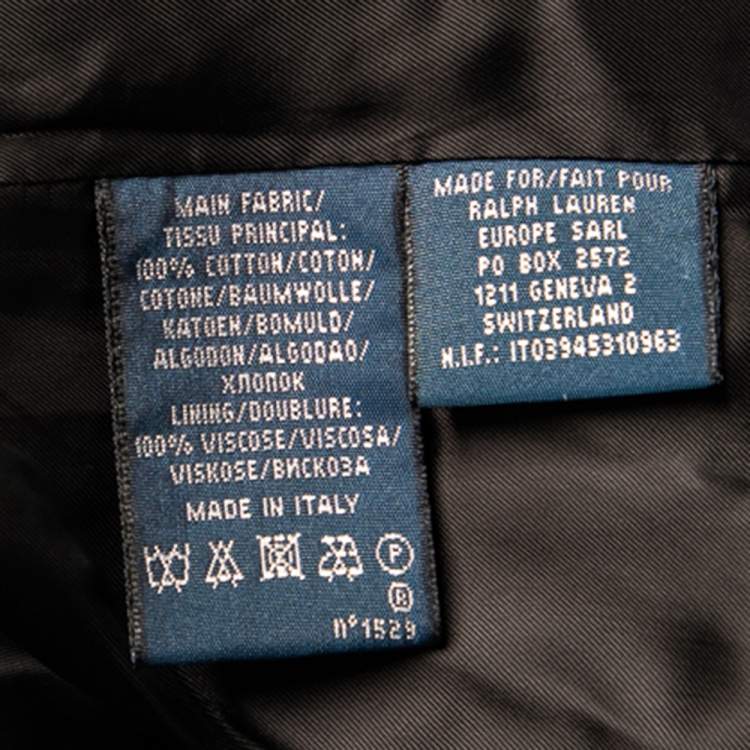 MAIN FABRIC/
TISSU PRINCIPAL:
100% COTTON/COTON/
COTONE/BAUMWOLLE/
KATOEN/BOMULD/
ALGODON/ALGODAO/
ХЛОПОК
LINING/DOUBLURE:
100% VISCOSE/VISCOSA/
VISKOSE/ВИСКОЗА
MADE IN ITALY
P
®
n°1529
MADE FOR/FAIT POUR
RALPH LAUREN
EUROPE SARL
PO BOX 2572
1211 GENEVA 2
SWITZERLAND
N.I.F.: IT03945310963